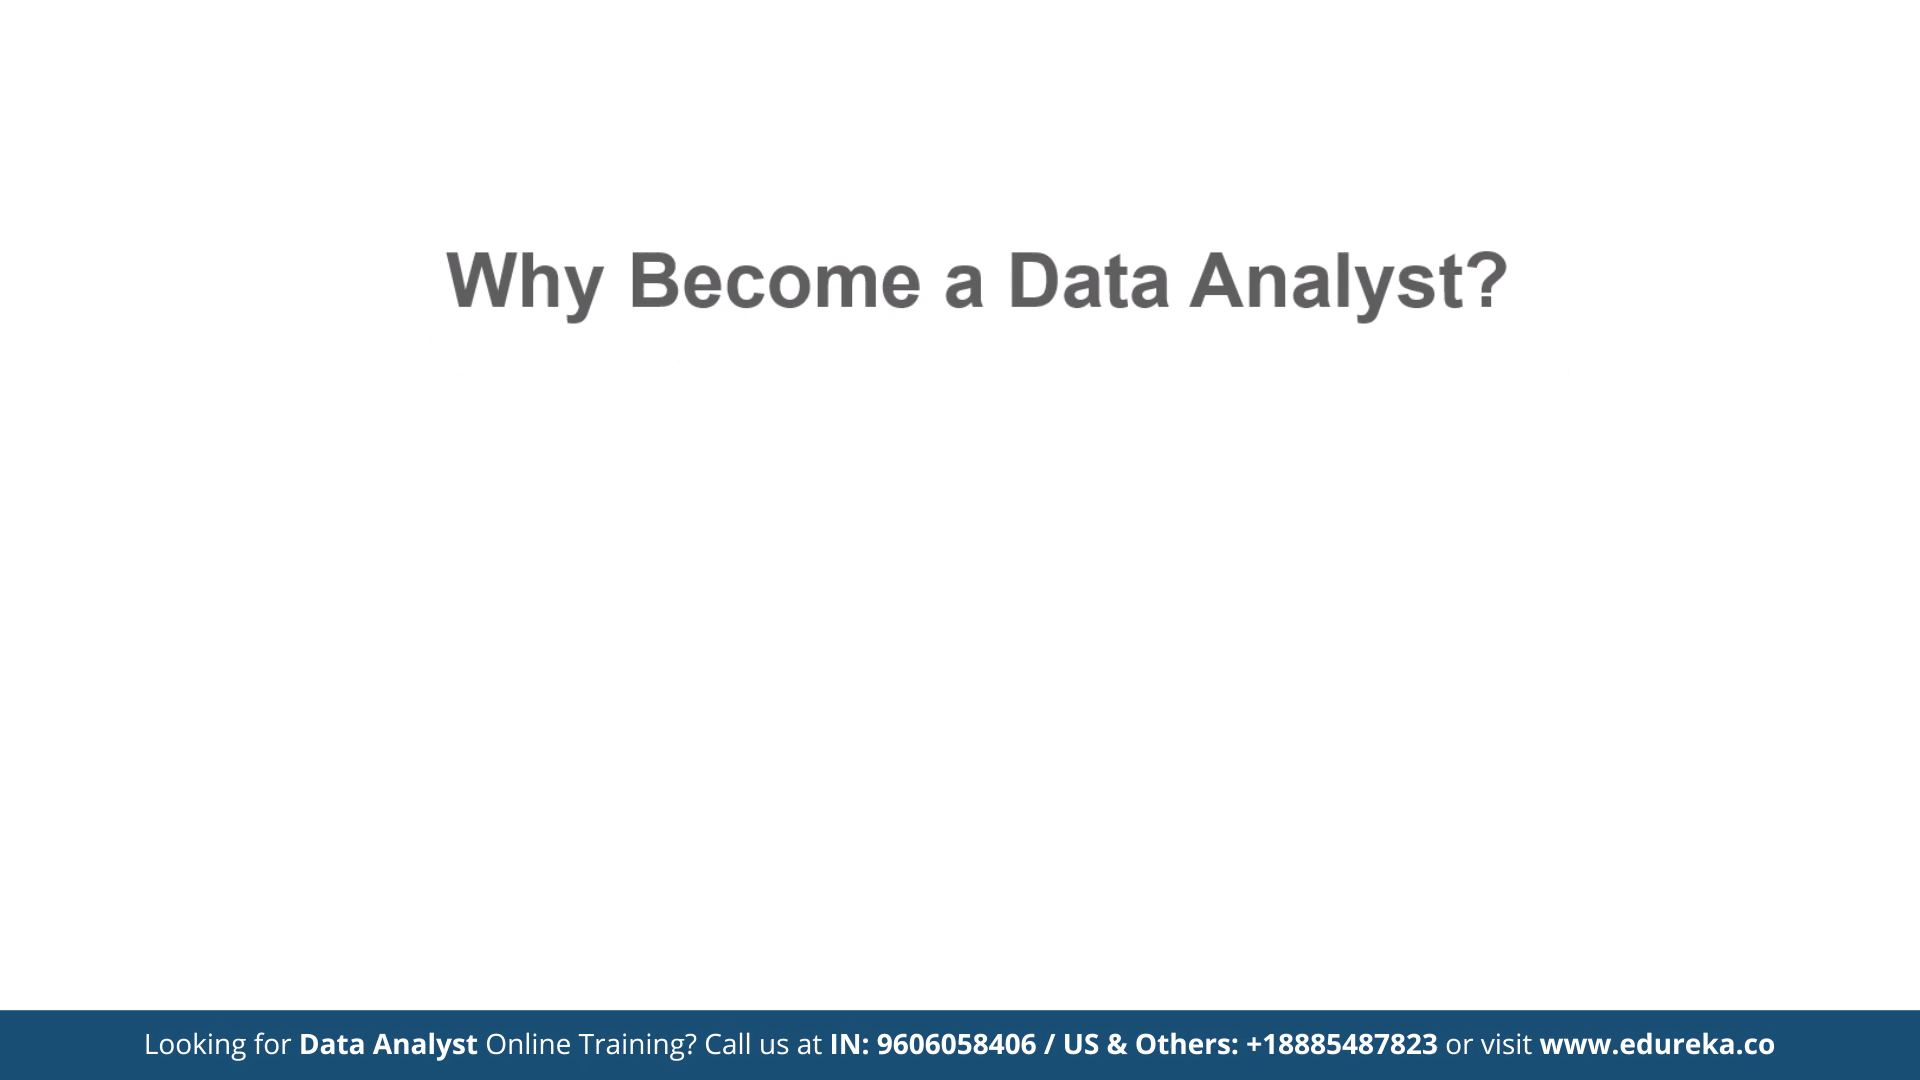 Why Become a Data Analyst?
Looking for Data Analyst Online Training? Call us at IN: 9606058406 / US & Others: +18885487823 or visit www.edureka.co